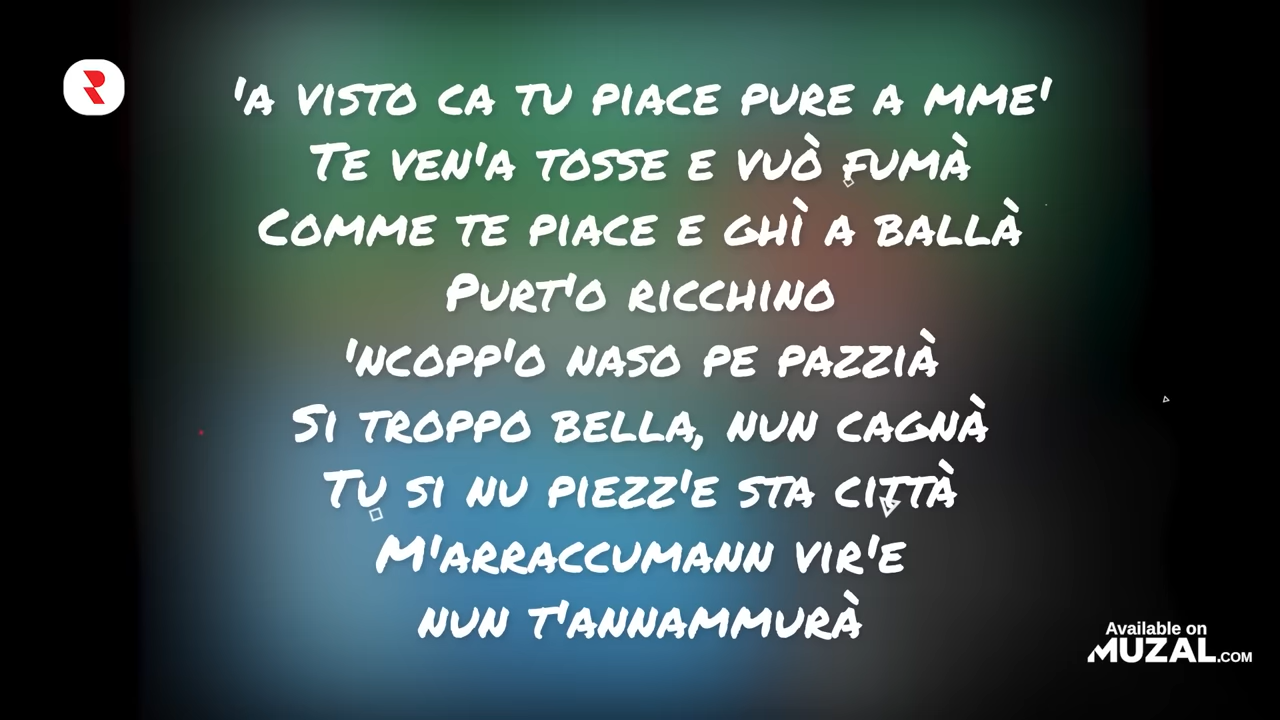 'A VISTO CA TU PIACE PURE A MME'
TE VEN'A TOSSE E VUÒ FUMÀ
COMME TE PIACE E GHÌ A BALLÀ
PURT'O RICCHINO
'NCOPP'O NASO PE PAZZIÀ
SI TROPPO BELLA, NUN CAGNÀ
TU SI NU PIEZZ'E STA CITTÀ
M'ARRACCUMANN VIR'E
NUN T'ANNAMMURÀ
Available on
MUZAL.COM